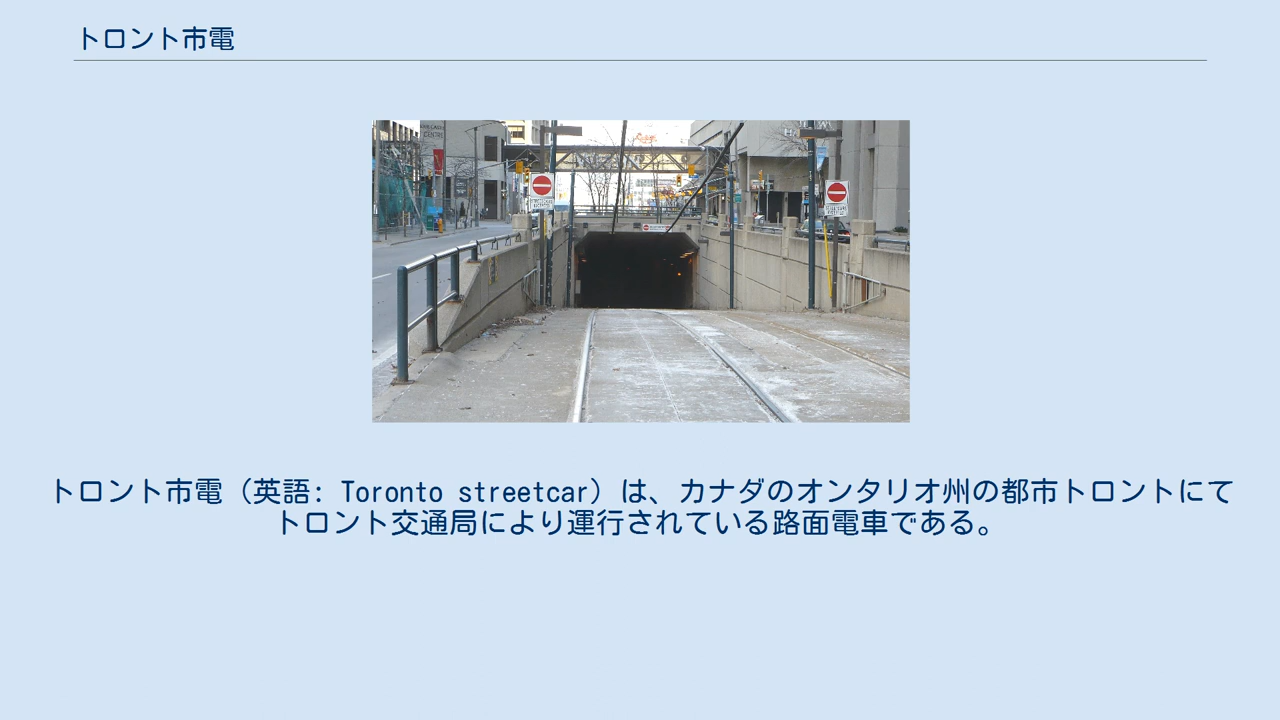 トロント市電
トロント市電（英語: Toronto streetcar）は、カナダのオンタリオ州の都市トロントにて
トロント交通局により運行されている路面電車である。